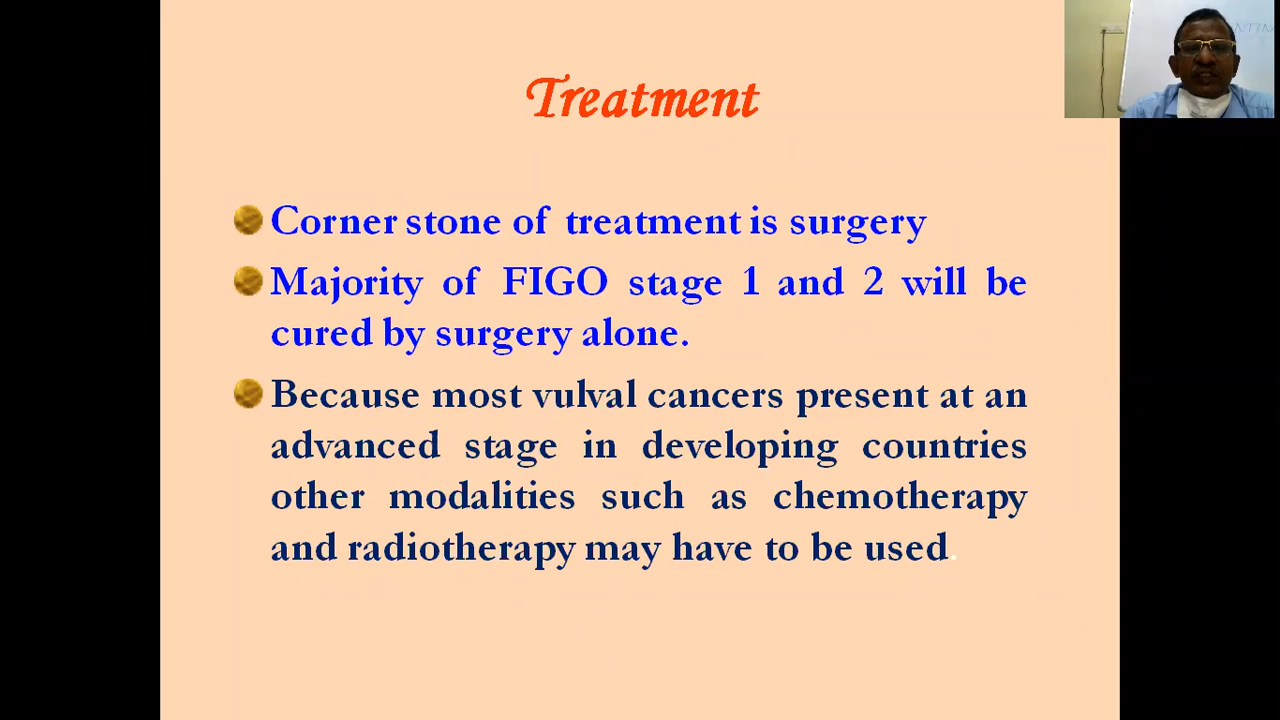 Treatment
Corner stone of treatment is surgery
Majority of FIGO stage 1 and 2 will be
cured by surgery alone.
Because most vulval cancers present at an
advanced stage in developing countries
other modalities such as chemotherapy
and radiotherapy may have to be used.